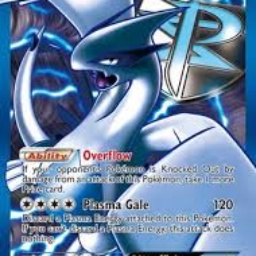 Ability Overflow
If your opponent's Pokémon is Knocked Out by
damage from an attack of this Pokémon, take 1 more
Prize card.
Plasma Gale 120
Discard a Plasma Energy attached to this Pokémon.
If you can't discard a Plasma Energy, this attack does
nothing.